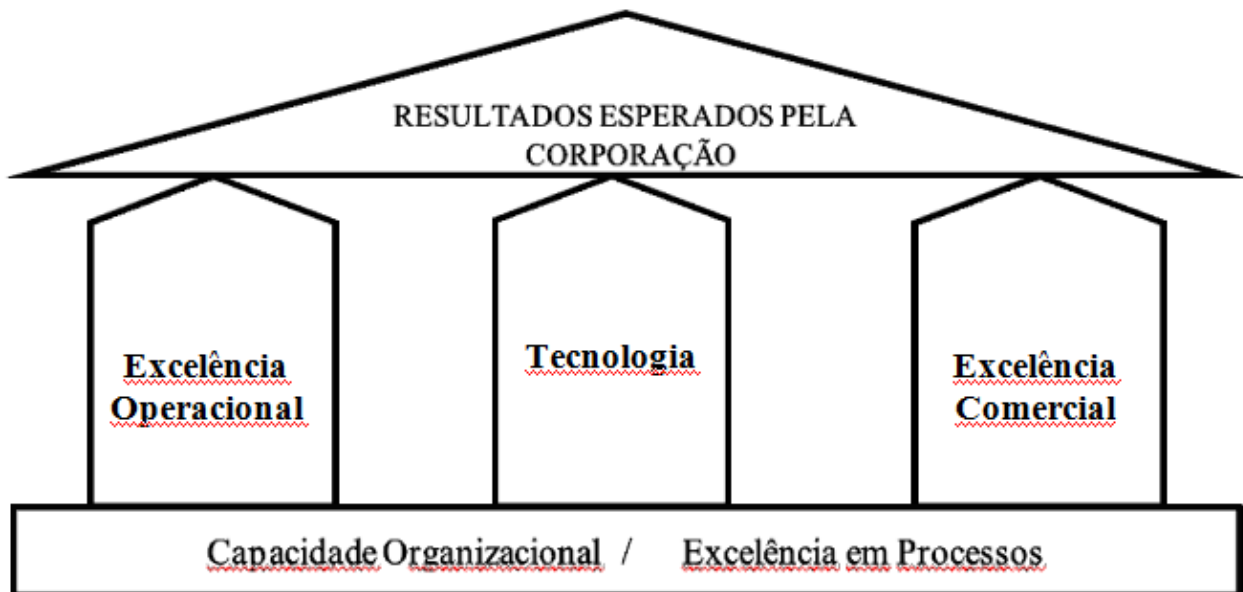 RESULTADOS ESPERADOS PELA
CORPORAÇÃO
Excelência
Operacional
Tecnologia
Excelência
Comercial
Capacidade Organizacional / Excelência em Processos